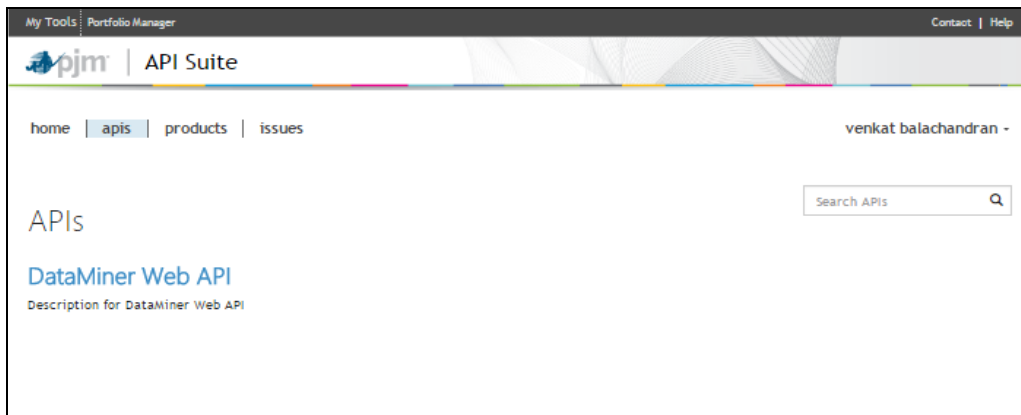 My Tools Portfolio Manager Contact | Help
pjm | API Suite
home | apis | products | issues venkat balachandran -
Search APIs
APIs
DataMiner Web API
Description for DataMiner Web API